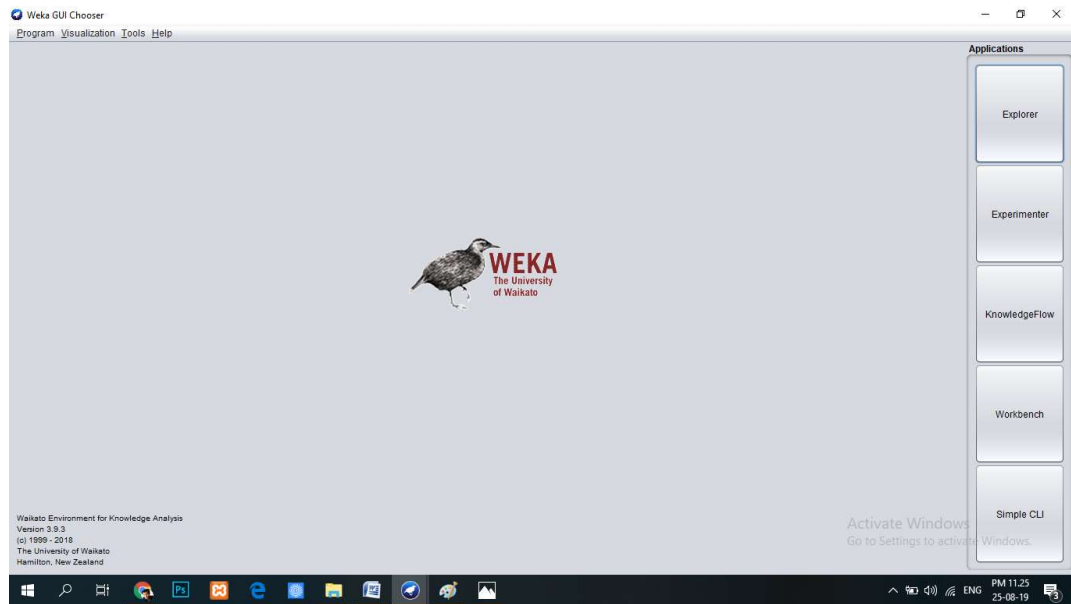 Weka GUI Chooser
Program Visualization Tools Help
Applications
Explorer
Experimenter
KnowledgeFlow
Workbench
Simple CLI
WEKA
The University
of Waikato
Waikato Environment for Knowledge Analysis
Version 3.9.3
(c) 1999 - 2018
The University of Waikato
Hamilton, New Zealand
Activate Windows
Go to Settings to activate Windows.
Ps
ENG
PM 11.25
25-08-19
3